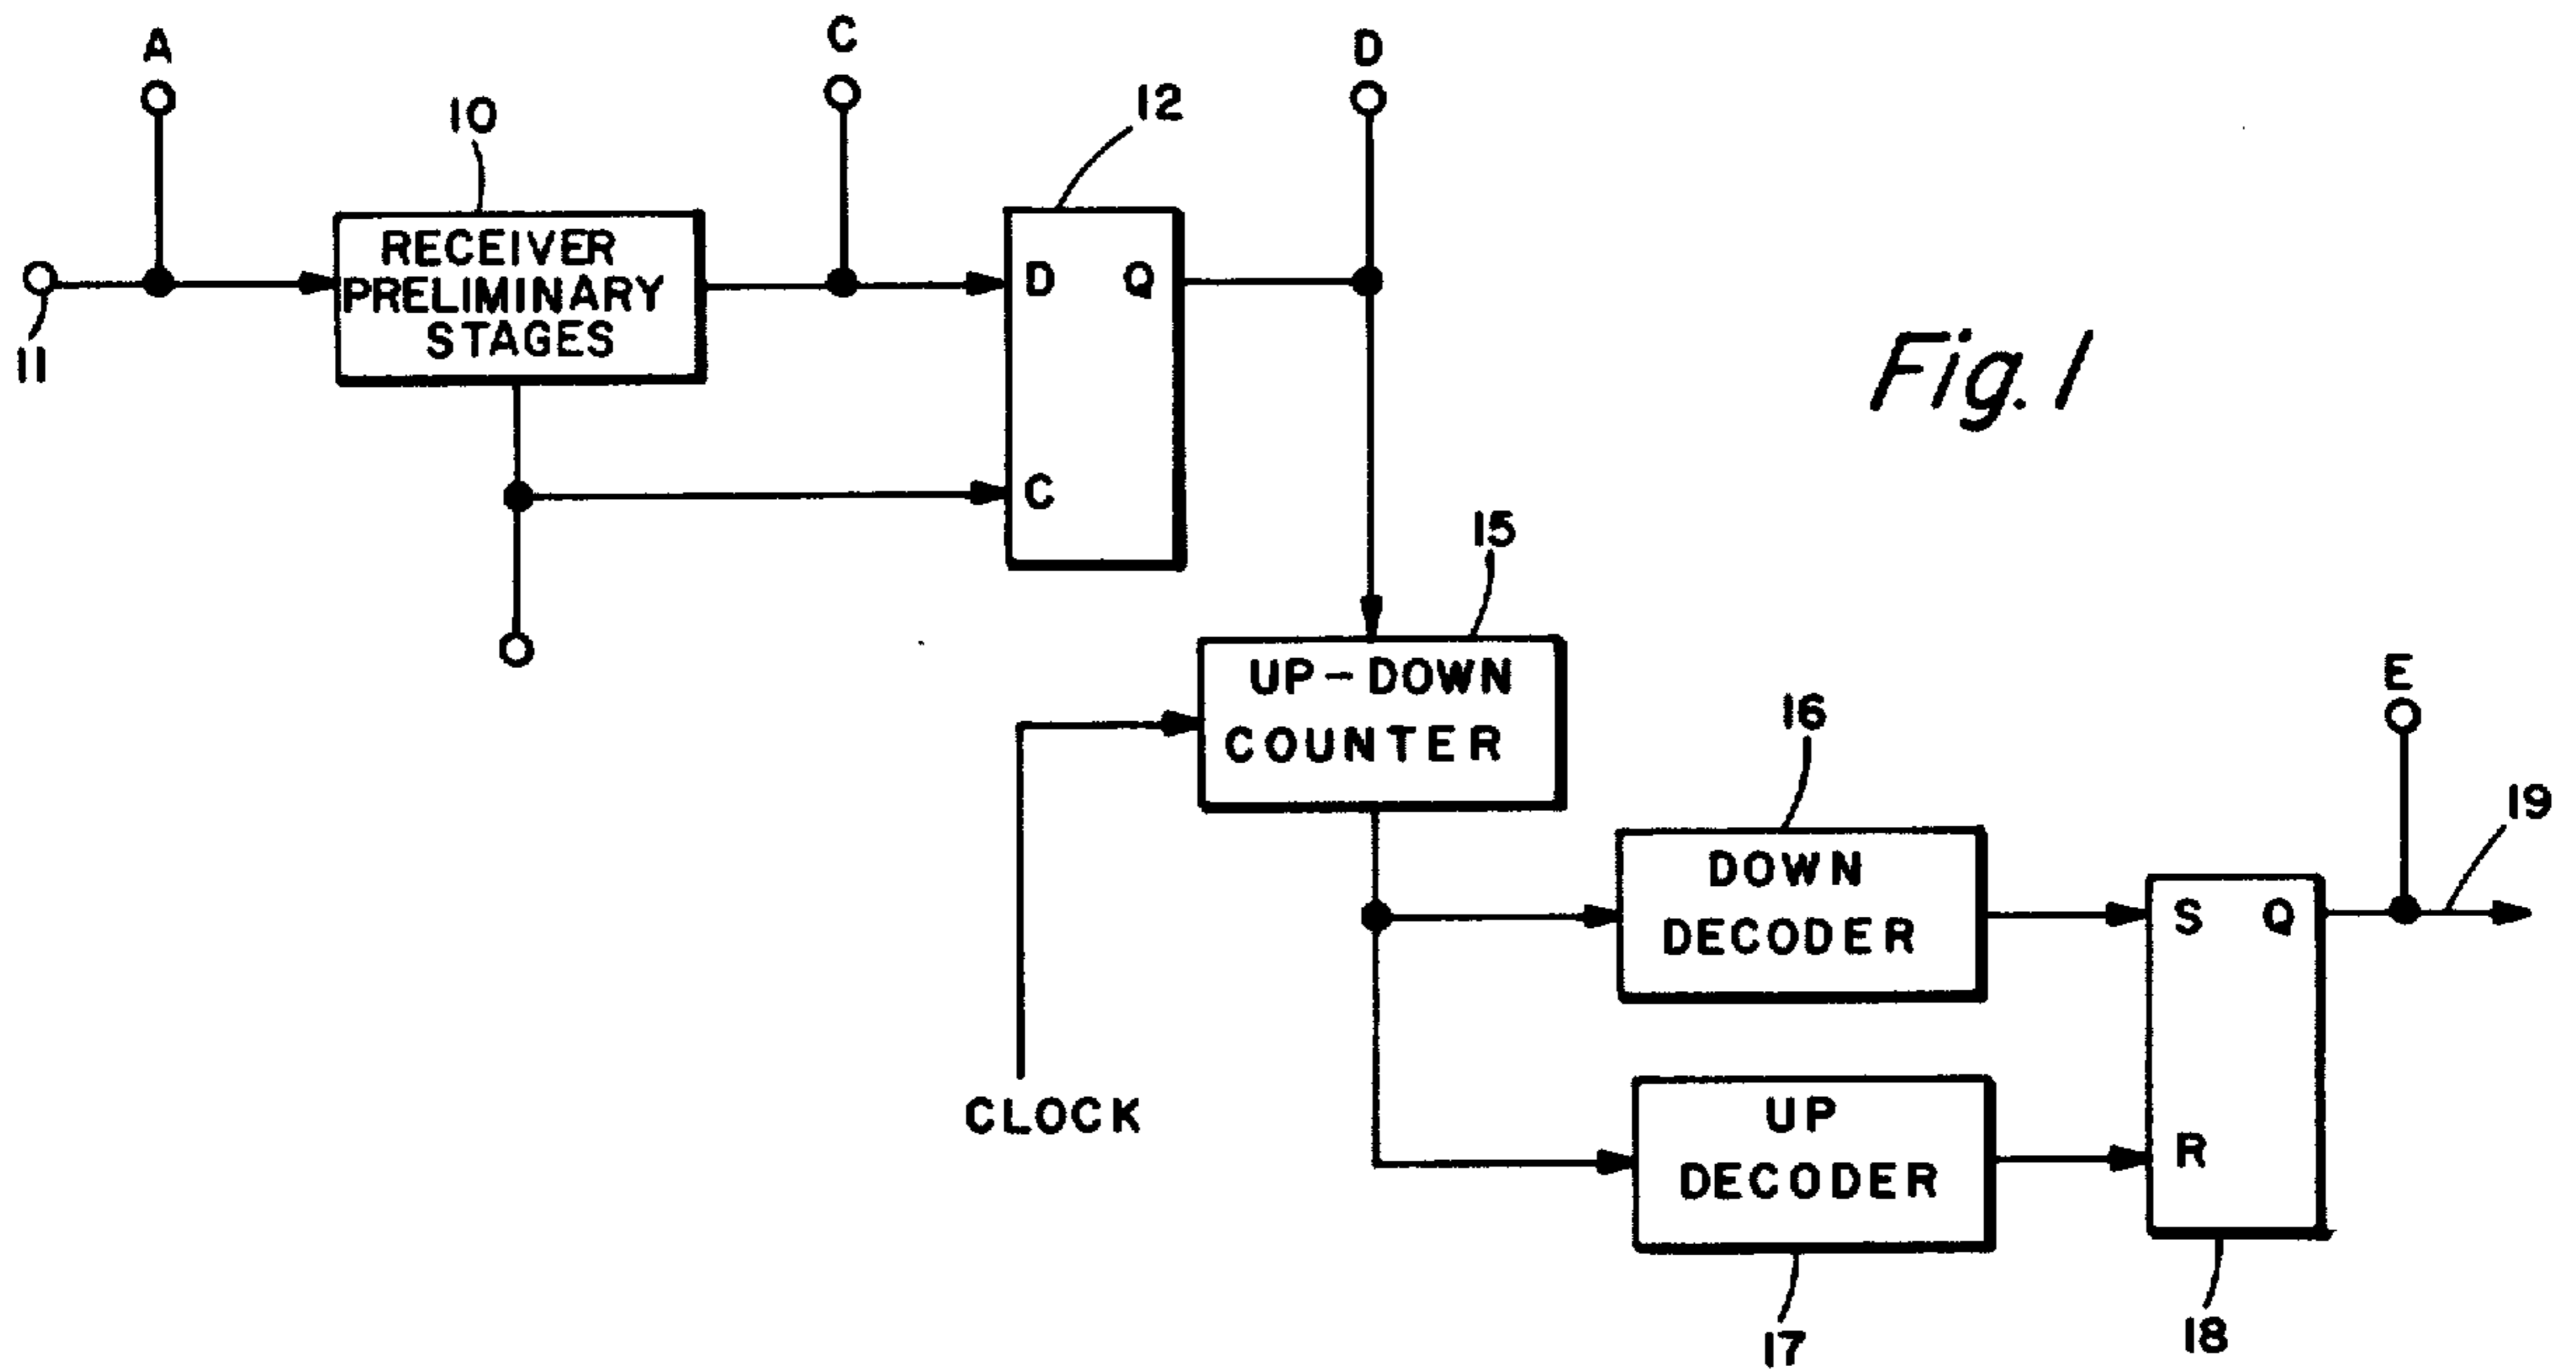 A
C
D
10
12
RECEIVER
PRELIMINARY
STAGES
11
D Q
C
Fig. 1
15
UP-DOWN
COUNTER
CLOCK
16
DOWN
DECODER
E
19
S Q
R
UP
DECODER
17
18